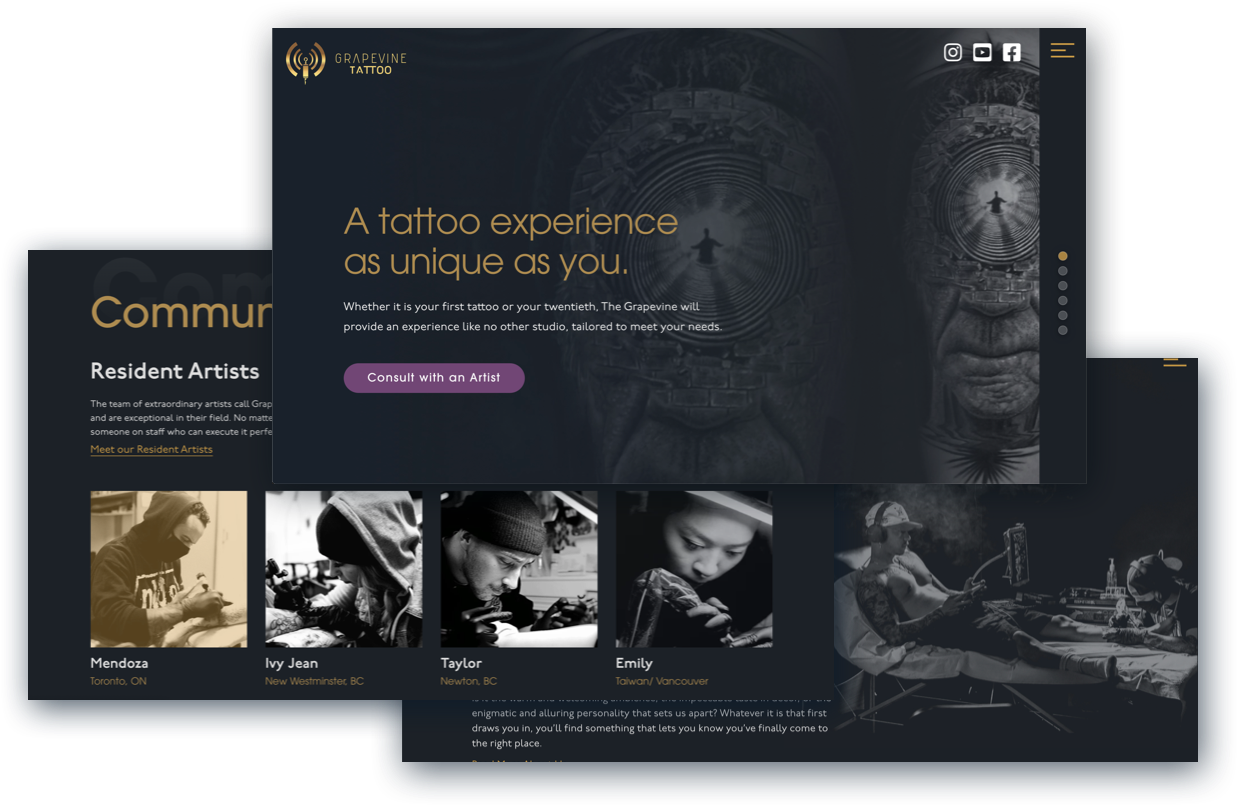 GRAPEVINE
TATTOO
A tattoo experience
as unique as you.
Whether it is your first tattoo or your twentieth, The Grapevine will
provide an experience like no other studio, tailored to meet your needs.
Consult with an Artist
Com
Commun
Resident Artists
The team of extraordinary artists call Grap
and are exceptional in their field. No matte
someone on staff who can execute it perfe
Meet our Resident Artists
Mendoza
Toronto, ON
Ivy Jean
New Westminster, BC
Taylor
Newton, BC
Emily
Taiwan/ Vancouver
enigmatic and alluring personality that sets us apart? Whatever it is that first
draws you in, you'll find something that lets you know you've finally come to
the right place.